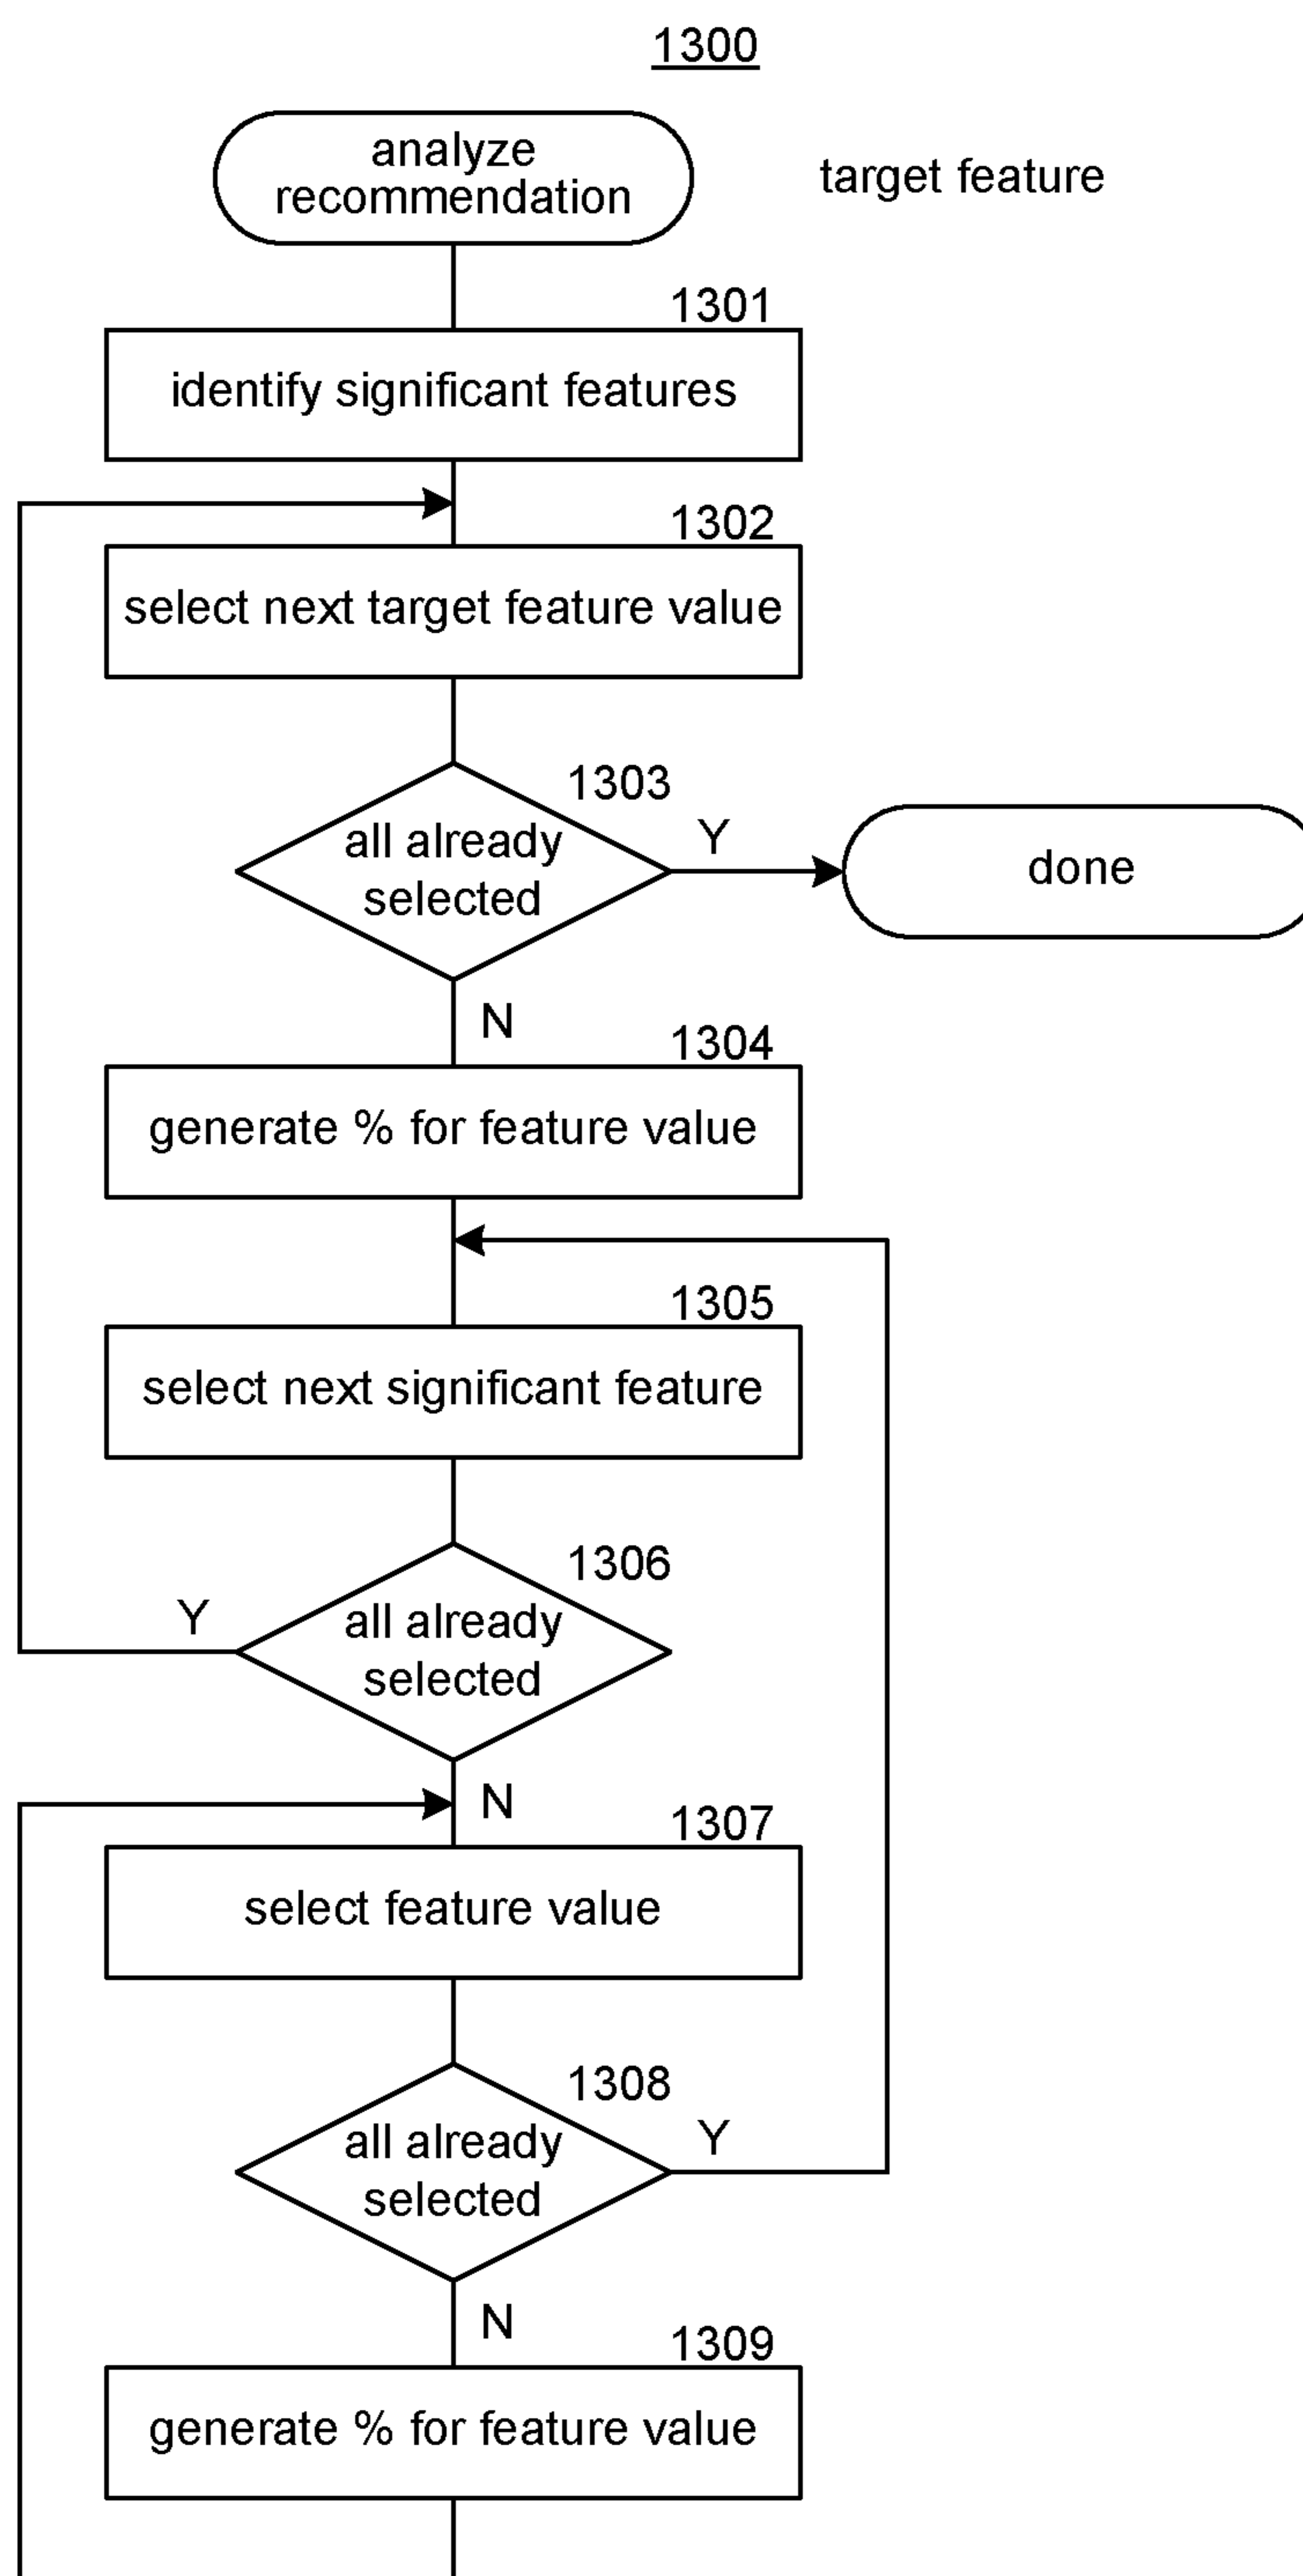 1300
analyze
recommendation
target feature
1301
identify significant features
1302
select next target feature value
1303
all already
selected
Y
done
N
1304
generate % for feature value
1305
select next significant feature
1306
all already
selected
Y
N
1307
select feature value
1308
all already
selected
Y
N
1309
generate % for feature value